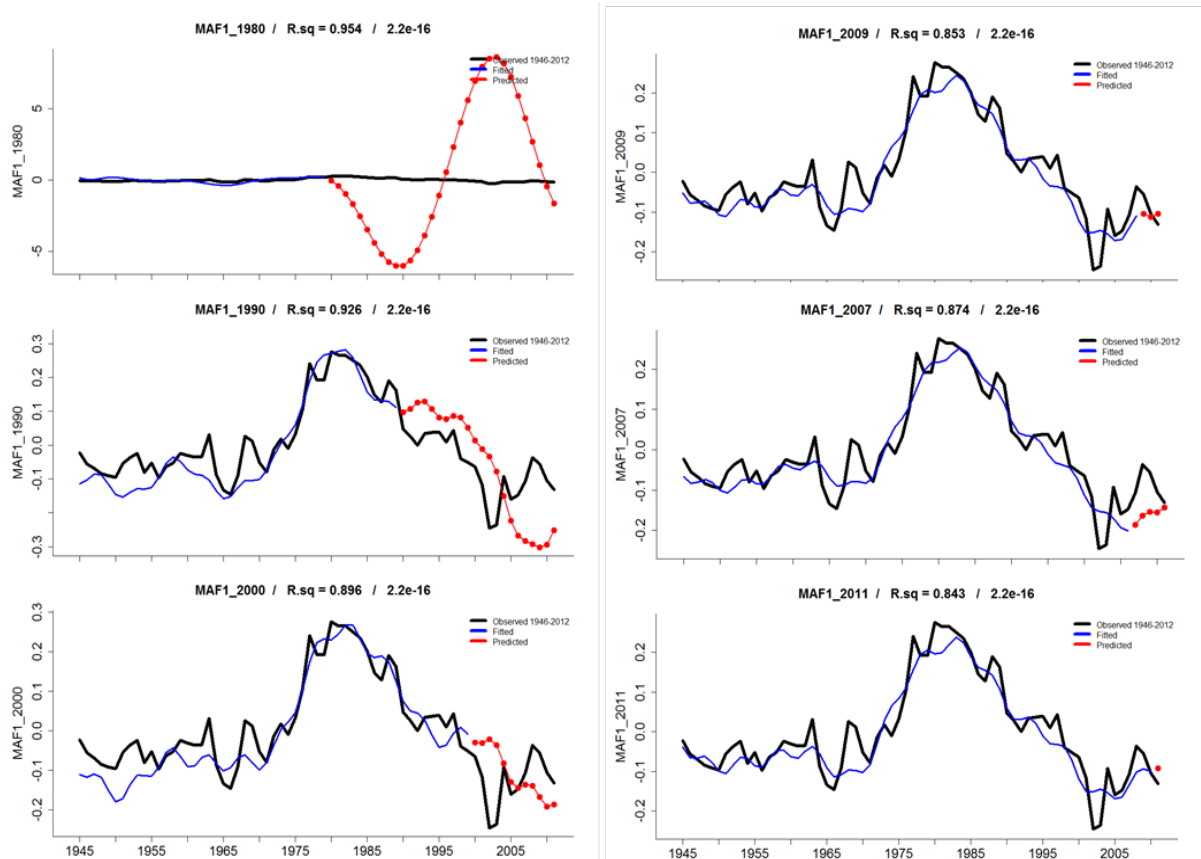 MAF1_1980 / R.sq = 0.954 / 2.2e-16
Observed 1946-2012
Fitted
Predicted
MAF1_1980
5
0
-5
MAF1_1990 / R.sq = 0.926 / 2.2e-16
Observed 1946-2012
Fitted
Predicted
MAF1_1990
0.3
0.2
0.1
0.0
-0.1
-0.3
MAF1_2000 / R.sq = 0.896 / 2.2e-16
Observed 1946-2012
Fitted
Predicted
MAF1_2000
0.3
0.2
0.1
0.0
-0.1
-0.2
1945 1955 1965 1975 1985 1995 2005
MAF1_2009 / R.sq = 0.853 / 2.2e-16
Observed 1946-2012
Fitted
Predicted
MAF1_2009
0.2
0.1
0.0
-0.1
-0.2
MAF1_2007 / R.sq = 0.874 / 2.2e-16
Observed 1946-2012
Fitted
Predicted
MAF1_2007
0.2
0.1
0.0
-0.1
-0.2
MAF1_2011 / R.sq = 0.843 / 2.2e-16
Observed 1946-2012
Fitted
Predicted
MAF1_2011
0.2
0.1
0.0
-0.1
-0.2
1945 1955 1965 1975 1985 1995 2005